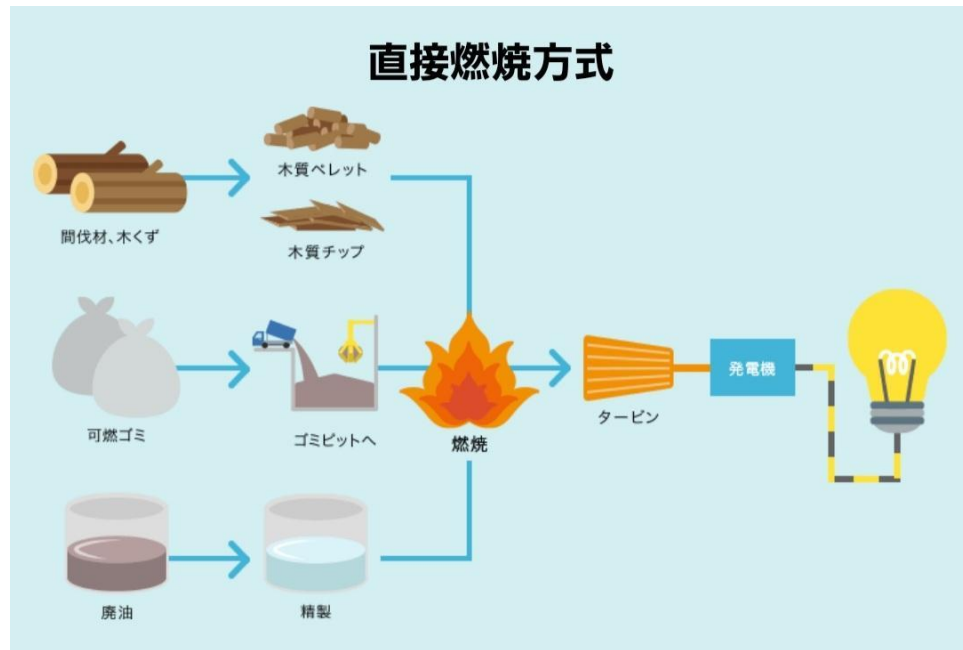 直接燃焼方式
木質ペレット
間伐材、木くず
木質チップ
発電機
タービン
可燃ゴミ
ゴミピットへ
燃焼
廃油
精製